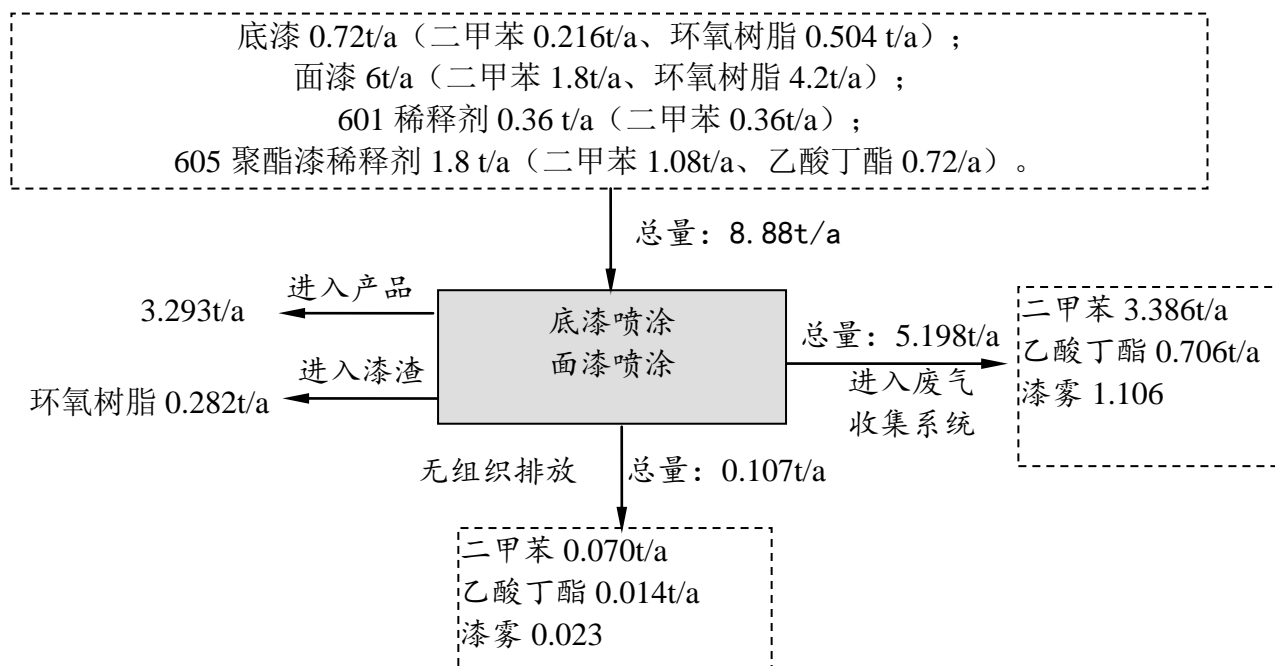 底漆 0.72t/a（二甲苯 0.216t/a、环氧树脂 0.504 t/a）；
面漆 6t/a（二甲苯 1.8t/a、环氧树脂 4.2t/a）；
601 稀释剂 0.36 t/a（二甲苯 0.36t/a）；
605 聚酯漆稀释剂 1.8 t/a（二甲苯 1.08t/a、乙酸丁酯 0.72/a）。
总量：8.88t/a
进入产品
3.293t/a
进入漆渣
环氧树脂 0.282t/a
底漆喷涂
面漆喷涂
总量：5.198t/a
进入废气
收集系统
二甲苯 3.386t/a
乙酸丁酯 0.706t/a
漆雾 1.106
无组织排放
总量：0.107t/a
二甲苯 0.070t/a
乙酸丁酯 0.014t/a
漆雾 0.023